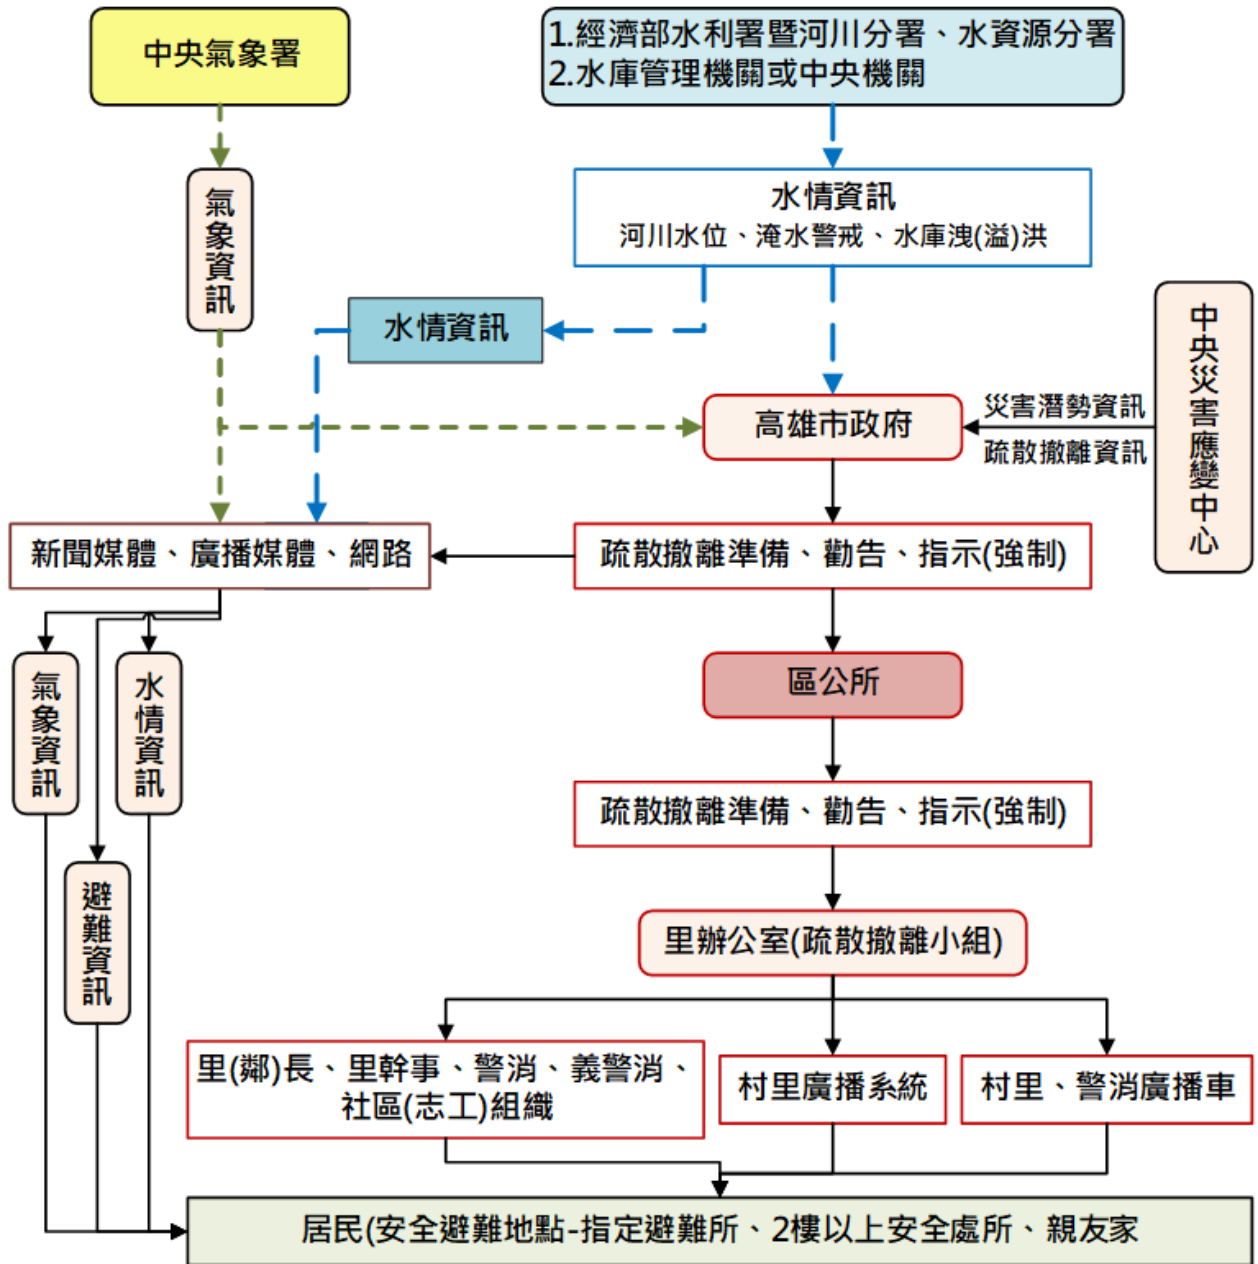 中央氣象署
1.經濟部水利署暨河川分署、水資源分署
2.水庫管理機關或中央機關
氣象資訊
水情資訊
河川水位、淹水警戒、水庫洩(溢)洪
水情資訊
中央災害應變中心
高雄市政府
災害潛勢資訊
疏散撤離資訊
新聞媒體、廣播媒體、網路
疏散撤離準備、勸告、指示(強制)
氣象資訊
水情資訊
避難資訊
區公所
疏散撤離準備、勸告、指示(強制)
里辦公室(疏散撤離小組)
里(鄰)長、里幹事、警消、義警消、
社區(志工)組織
村里廣播系統
村里、警消廣播車
居民(安全避難地點-指定避難所、2樓以上安全處所、親友家